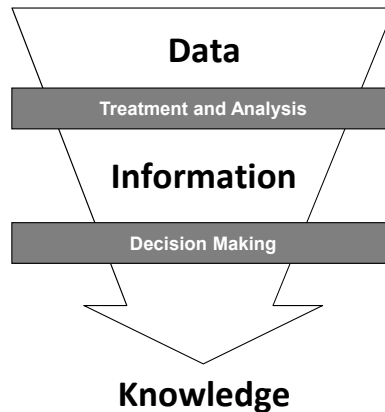 Data
Treatment and Analysis
Information
Decision Making
Knowledge